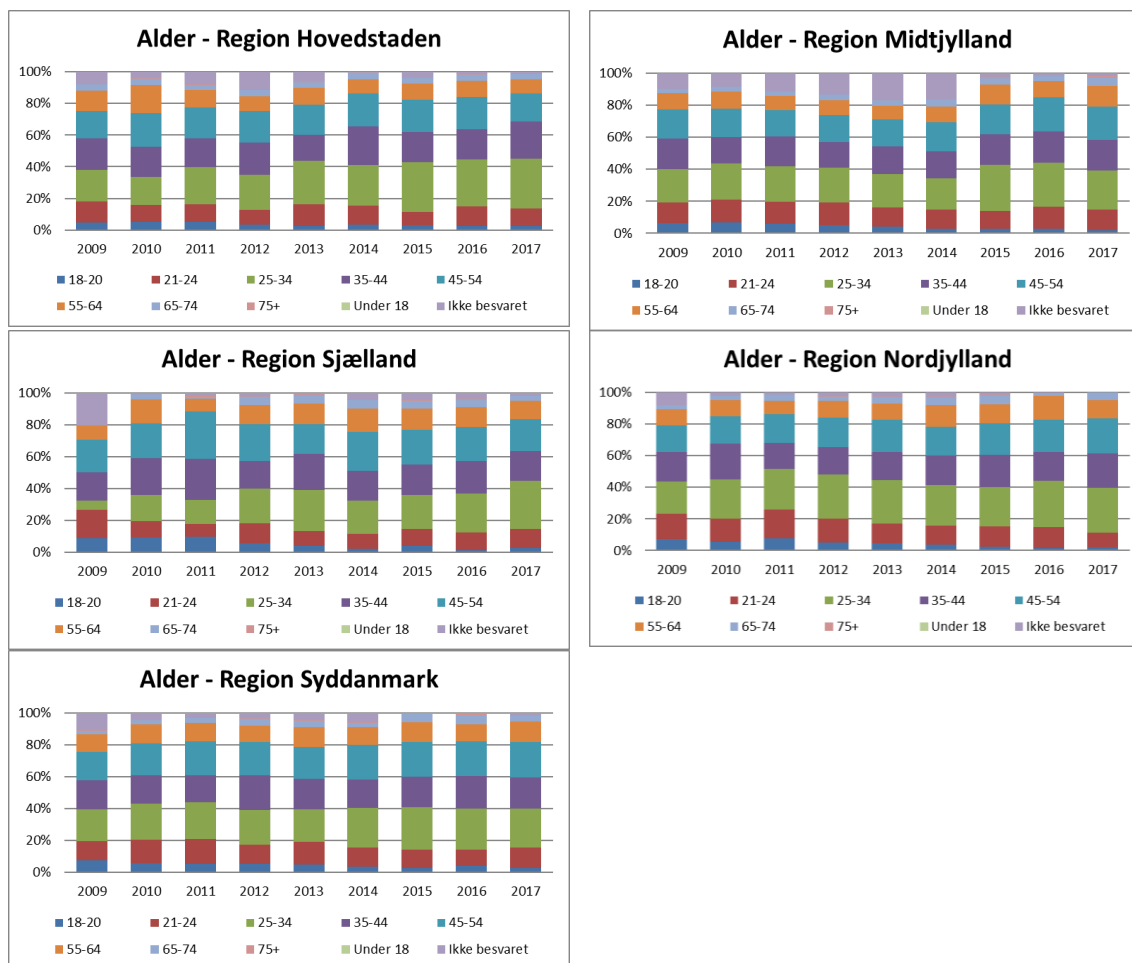 Alder - Region Hovedstaden
100%
80%
60%
40%
20%
0%
2009 2010 2011 2012 2013 2014 2015 2016 2017
18-20 21-24 25-34 35-44 45-54
55-64 65-74 75+ Under 18 Ikke besvaret
Alder - Region Midtjylland
100%
80%
60%
40%
20%
0%
2009 2010 2011 2012 2013 2014 2015 2016 2017
18-20 21-24 25-34 35-44 45-54
55-64 65-74 75+ Under 18 Ikke besvaret
Alder - Region Sjælland
100%
80%
60%
40%
20%
0%
2009 2010 2011 2012 2013 2014 2015 2016 2017
18-20 21-24 25-34 35-44 45-54
55-64 65-74 75+ Under 18 Ikke besvaret
Alder - Region Nordjylland
100%
80%
60%
40%
20%
0%
2009 2010 2011 2012 2013 2014 2015 2016 2017
18-20 21-24 25-34 35-44 45-54
55-64 65-74 75+ Under 18 Ikke besvaret
Alder - Region Syddanmark
100%
80%
60%
40%
20%
0%
2009 2010 2011 2012 2013 2014 2015 2016 2017
18-20 21-24 25-34 35-44 45-54
55-64 65-74 75+ Under 18 Ikke besvaret